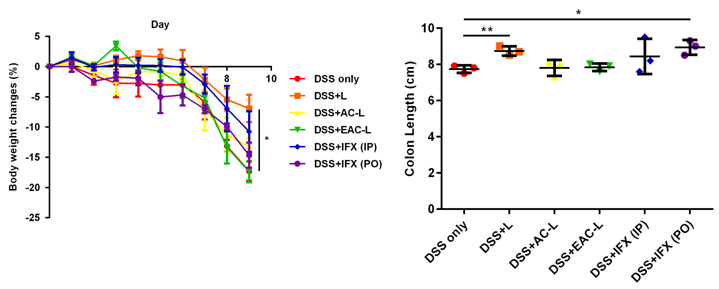 Day
5
0
-5
-10
-15
-20
-25
8
10
Body weight changes (%)
*
DSS only
DSS+L
DSS+AC-L
DSS+EAC-L
DSS+IFX (IP)
DSS+IFX (PO)
*
**
10
8
6
4
2
0
Colon Length (cm)
DSS only
DSS+L
DSS+AC-L
DSS+EAC-L
DSS+IFX (IP)
DSS+IFX (PO)